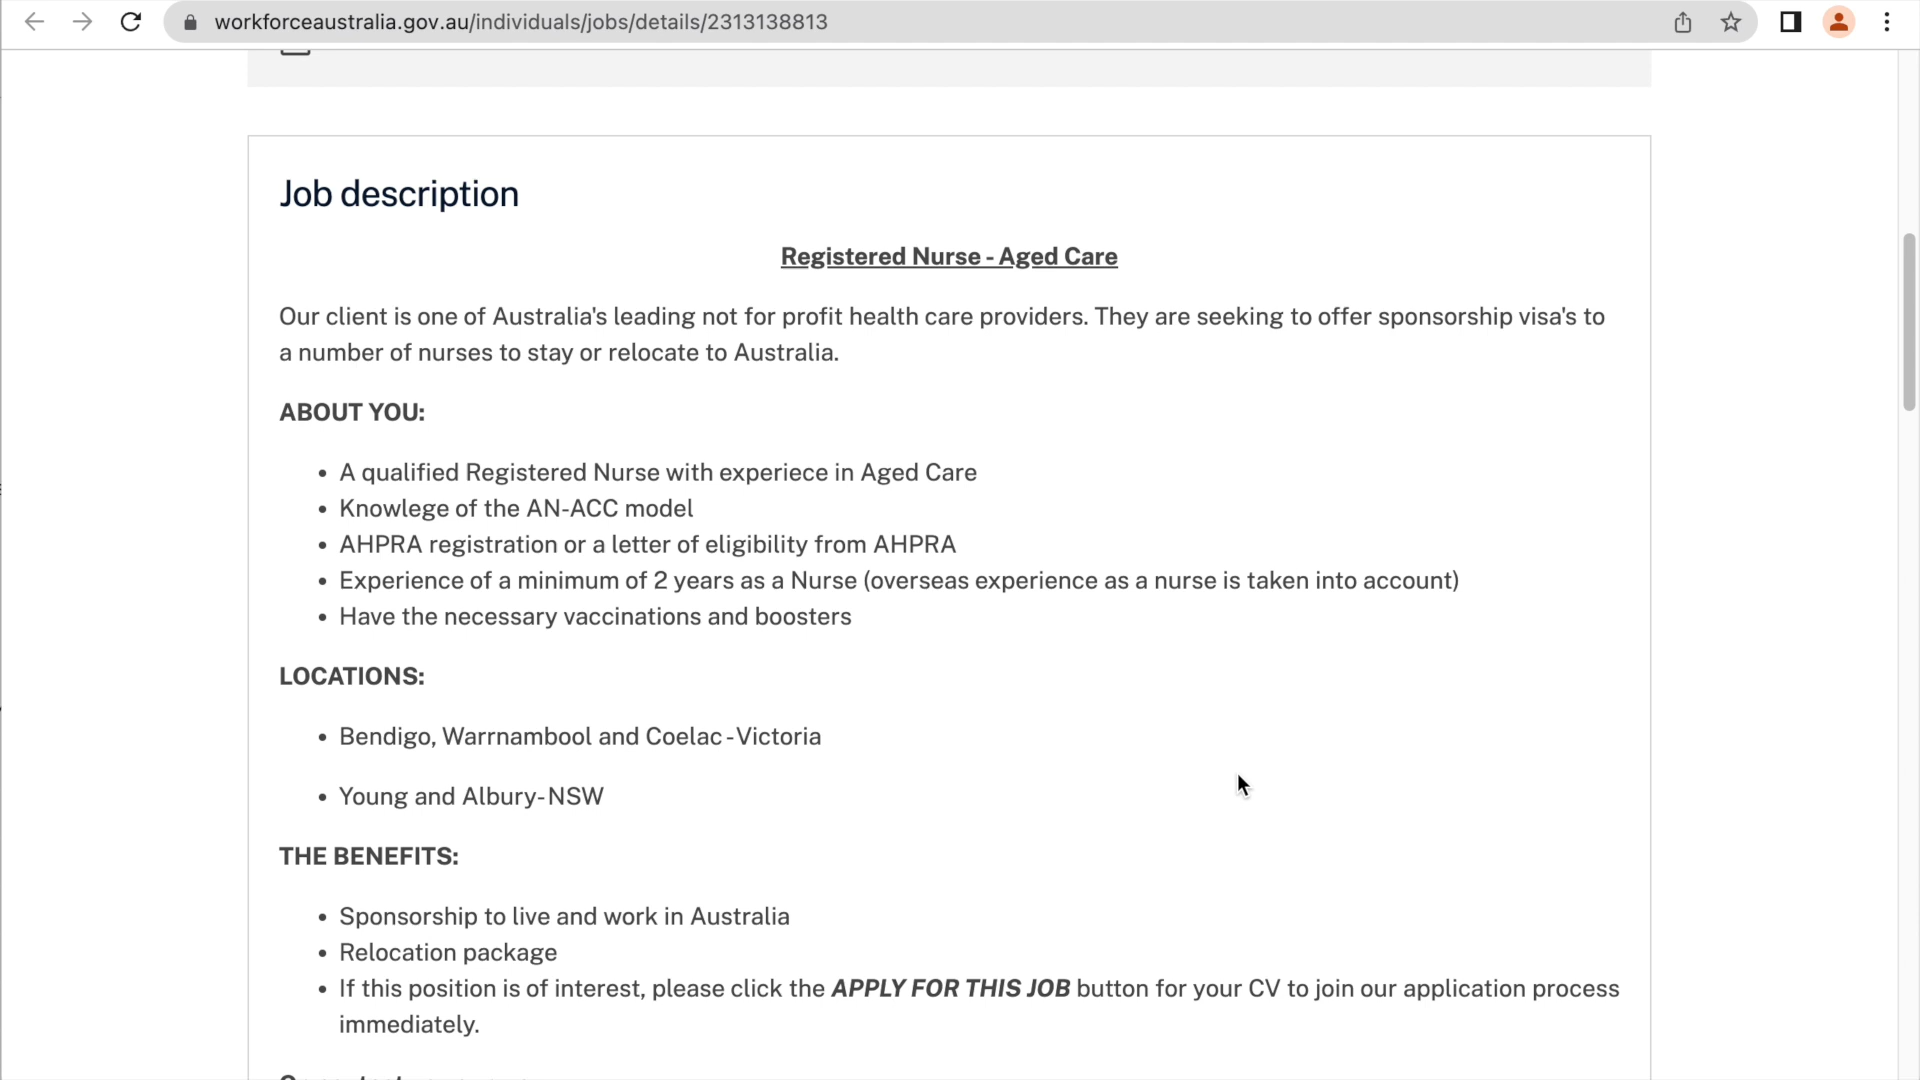 workforceaustralia.gov.au/individuals/jobs/details/2313138813
Job description
Registered Nurse - Aged Care
Our client is one of Australia's leading not for profit health care providers. They are seeking to offer sponsorship visa's to
a number of nurses to stay or relocate to Australia.
ABOUT YOU:
• A qualified Registered Nurse with experiece in Aged Care
• Knowlege of the AN-ACC model
• AHPRA registration or a letter of eligibility from AHPRA
• Experience of a minimum of 2 years as a Nurse (overseas experience as a nurse is taken into account)
• Have the necessary vaccinations and boosters
LOCATIONS:
• Bendigo, Warrnambool and Coelac - Victoria
• Young and Albury- NSW
THE BENEFITS:
• Sponsorship to live and work in Australia
• Relocation package
• If this position is of interest, please click the APPLY FOR THIS JOB button for your CV to join our application process
immediately.